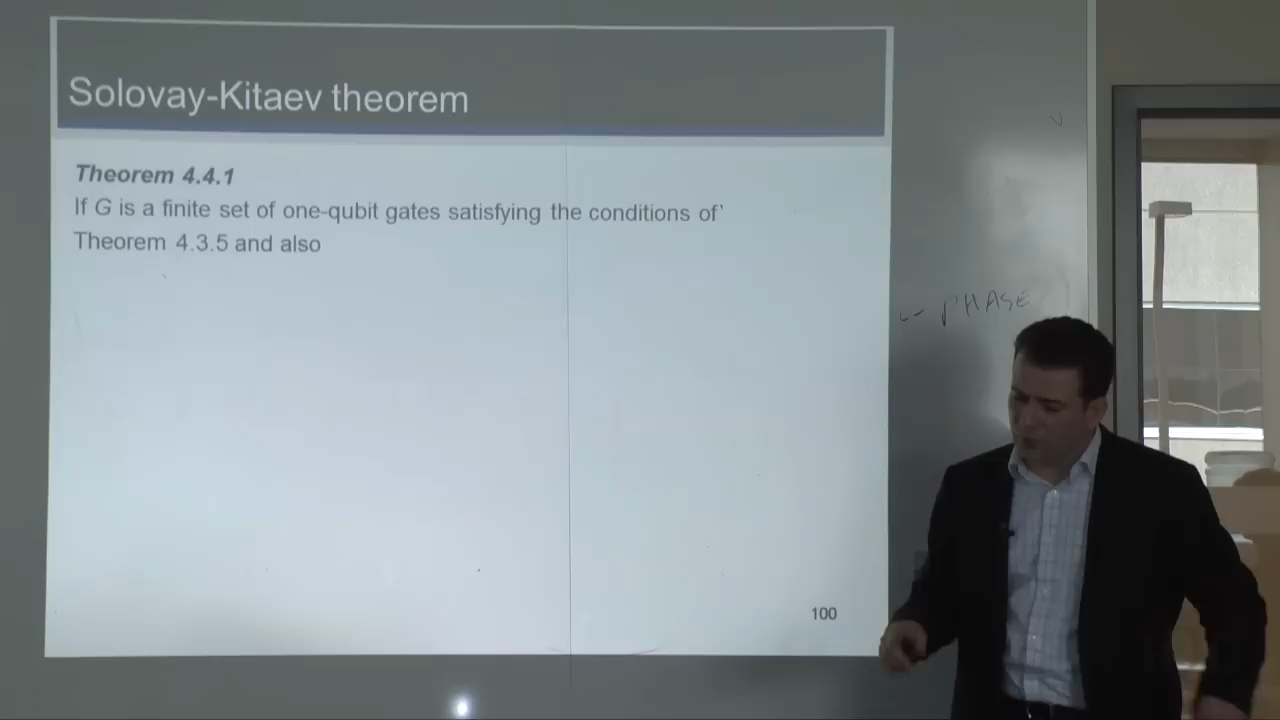 Solovay-Kitaev theorem
Theorem 4.4.1
If G is a finite set of one-qubit gates satisfying the conditions of
Theorem 4.3.5 and also
PHASE
100